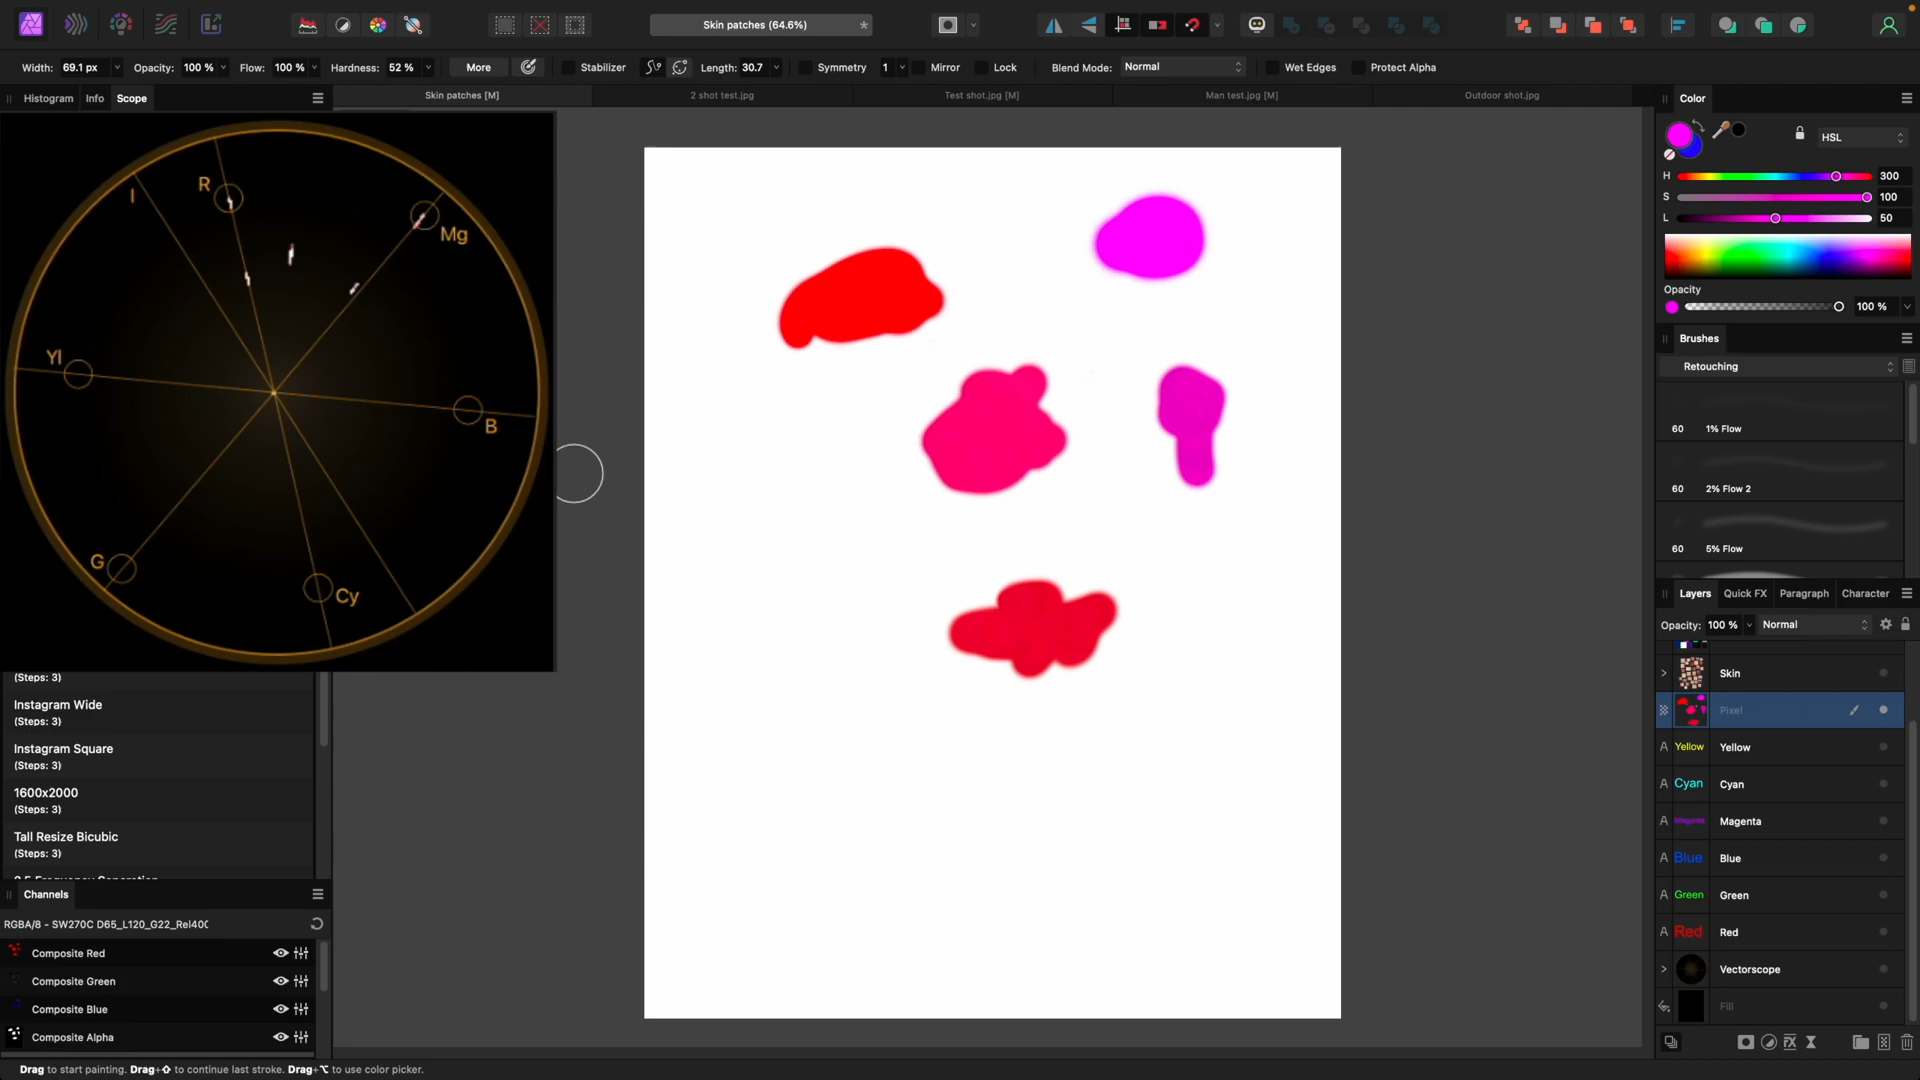 Skin patches (64.6%)
*
Width: 69.1 px
Opacity: 100 %
Flow: 100 %
Hardness: 52 %
More
Stabilizer
Length: 30.7
Symmetry 1
Mirror
Lock
Blend Mode: Normal
Wet Edges
Protect Alpha
Histogram
Info
Scope
Skin patches [M]
2 shot test.jpg
Test shot.jpg [M]
Man test.jpg [M]
Outdoor shot.jpg
Color
R
I
Mg
Yl
B
G
Cy
HSL
H 300
S 100
L 50
Opacity
100 %
Brushes
Retouching
60 1% Flow
60 2% Flow 2
60 5% Flow
Layers
Quick FX
Paragraph
Character
Opacity: 100 % Normal
Skin
Pixel
A Yellow Yellow
A Cyan Cyan
A Magenta Magenta
A Blue Blue
A Green Green
A Red Red
Vectorscope
Fill
(Steps: 3)
Instagram Wide
(Steps: 3)
Instagram Square
(Steps: 3)
1600x2000
(Steps: 3)
Tall Resize Bicubic
(Steps: 3)
Channels
RGBA/8 - SW270C D65_L120_G22_Rel400
Composite Red
Composite Green
Composite Blue
Composite Alpha
Drag to start painting. Drag+⇧ to continue last stroke. Drag+⌥ to use color picker.